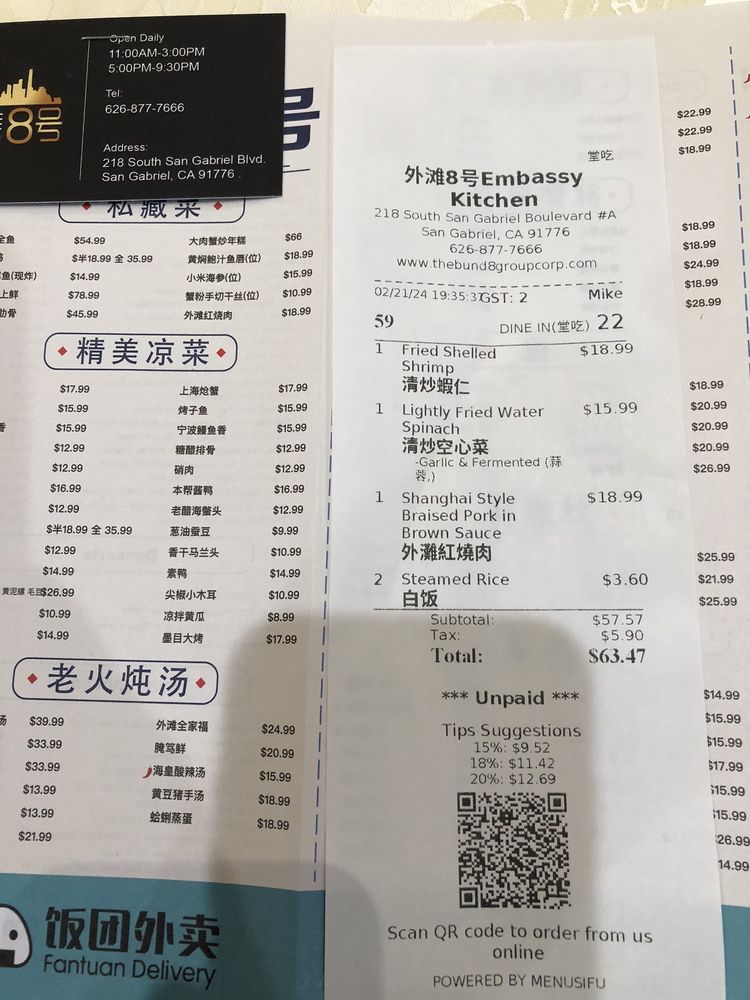 Open Daily
11:00AM-3:00PM
5:00PM-9:30PM
Tel:
626-877-7666
Address:
218 South San Gabriel Blvd.
San Gabriel, CA 91776
8号
号
私藏菜
全鱼 $54.99 大肉蟹炒年糕 $66
$半18.99 全 35.99 黄焖鲍汁鱼唇(位) $18.99
鱼(现炸) $14.99 小米海参(位) $15.99
上鲜 $78.99 蟹粉手切干丝(位) $10.99
肋骨 $45.99 外滩红烧肉 $18.99
精美凉菜
$17.99 上海炝蟹 $17.99
$15.99 烤子鱼 $15.99
香 $15.99 宁波鳗鱼香 $15.99
$12.99 糖醋排骨 $12.99
$12.99 硝肉 $12.99
$16.99 本帮酱鸭 $16.99
$12.99 老醋海蜇头 $12.99
$半18.99 全 35.99 葱油蚕豆 $9.99
$12.99 香干马兰头 $10.99
$14.99 素鸭 $14.99
黄泥螺 毛豆 $26.99 尖椒小木耳 $10.99
$10.99 凉拌黄瓜 $8.99
$14.99 墨目大烤 $17.99
老火炖汤
汤 $39.99 外滩全家福 $24.99
$33.99 腌笃鲜 $20.99
$33.99 海皇酸辣汤 $15.99
$13.99 黄豆猪手汤 $18.99
$13.99 蛤蜊蒸蛋 $18.99
$21.99
饭团外卖
Fantuan Delivery
堂吃
外滩8号Embassy
Kitchen
218 South San Gabriel Boulevard #A
San Gabriel, CA 91776
626-877-7666
www.thebund8groupcorp.com
02/21/24 19:35:37 GST: 2 Mike
59 DINE IN(堂吃) 22
1 Fried Shelled $18.99
Shrimp
清炒蝦仁
1 Lightly Fried Water $15.99
Spinach
清炒空心菜
-Garlic & Fermented (蒜
蓉,)
1 Shanghai Style $18.99
Braised Pork in
Brown Sauce
外灘紅燒肉
2 Steamed Rice $3.60
白饭
Subtotal: $57.57
Tax: $5.90
Total: $63.47
*** Unpaid ***
Tips Suggestions
15%: $9.52
18%: $11.42
20%: $12.69
Scan QR code to order from us
online
POWERED BY MENUSIFU
$22.99
$22.99
$18.99
$18.99
$18.99
$24.99
$18.99
$28.99
$18.99
$20.99
$20.99
$20.99
$26.99
$25.99
$21.99
$25.99
$14.99
$15.99
$15.99
$17.99
$15.99
$15.99
26.99
14.99